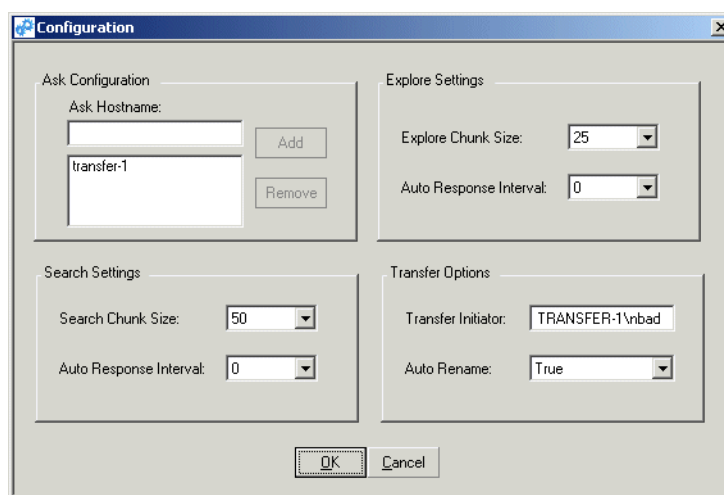 Configuration
Ask Configuration
Ask Hostname:
Add
transfer-1
Remove
Explore Settings
Explore Chunk Size: 25
Auto Response Interval: 0
Search Settings
Search Chunk Size: 50
Auto Response Interval: 0
Transfer Options
Transfer Initiator: TRANSFER-1\nbad
Auto Rename: True
OK Cancel